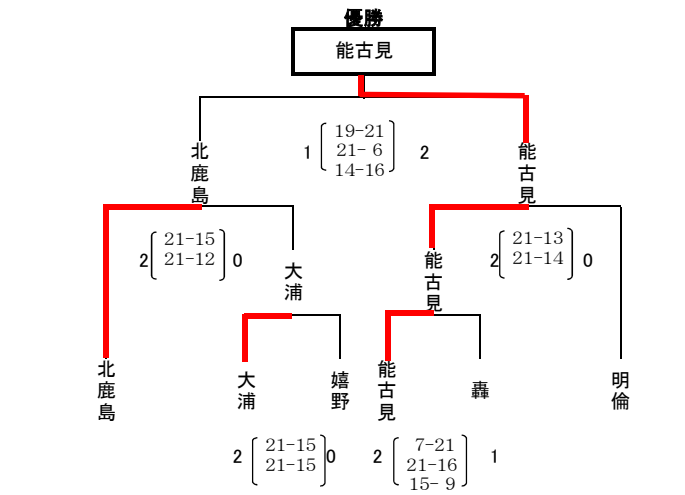 優勝
能古見
1 19-21 2
21- 6
14-16
北鹿島
能古見
2 21-15 0
21-12
2 21-13 0
21-14
大浦
能古見
北鹿島
大浦
嬉野
能古見
轟
明倫
2 21-15 0
21-15
2 7-21 1
21-16
15- 9